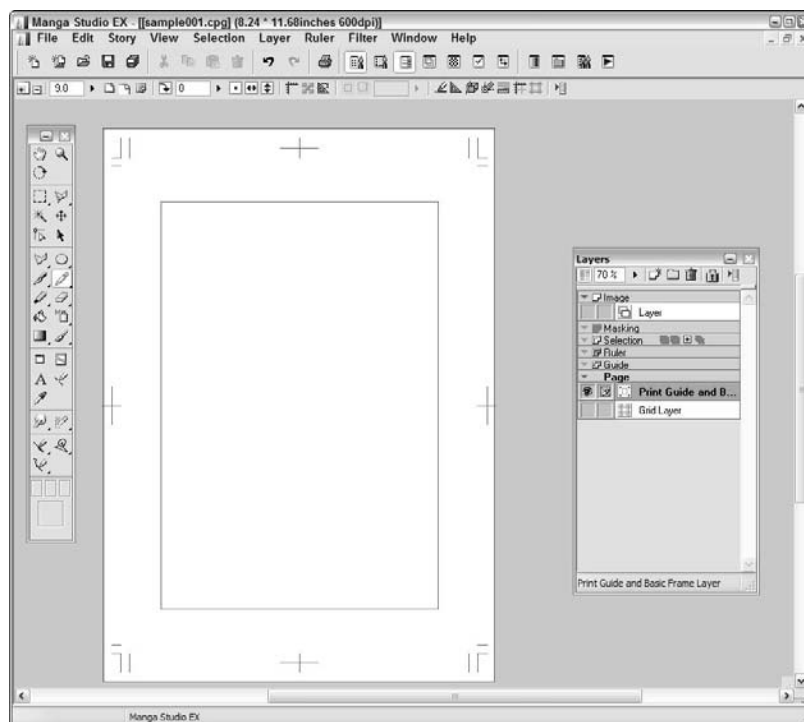 Manga Studio EX - [[sample001.cpg] (8.24 * 11.68inches 600dpi)]
File Edit Story View Selection Layer Ruler Filter Window Help
9.0 0
Layers
70 %
Image
Layer
Masking
Selection
Ruler
Guide
Page
Print Guide and B...
Grid Layer
Print Guide and Basic Frame Layer
A
Manga Studio EX